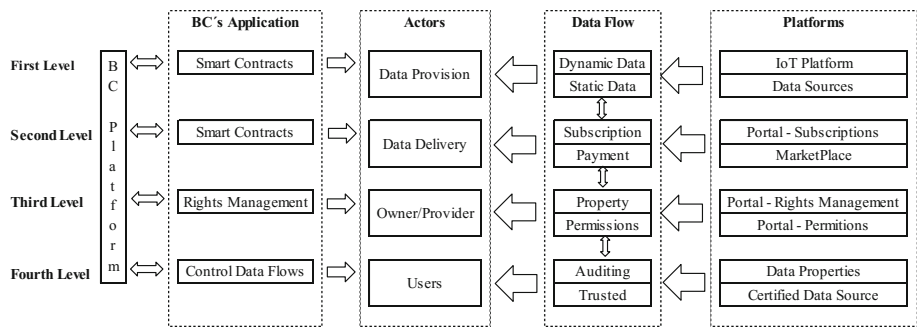 BC´s Application Actors Data Flow Platforms
First Level Smart Contracts Data Provision Dynamic Data IoT Platform
Static Data Data Sources
Second Level Smart Contracts Data Delivery Subscription Portal - Subscriptions
Payment MarketPlace
Third Level Rights Management Owner/Provider Property Portal - Rights Management
Permissions Portal - Permitions
Fourth Level Control Data Flows Users Auditing Data Properties
Trusted Certified Data Source
BC Platform